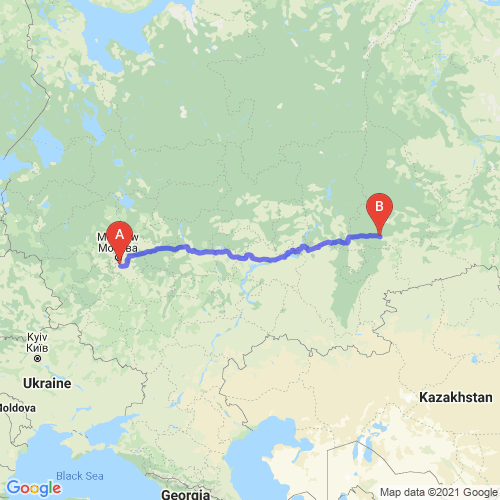 A
B
Moscow
Москва
Kyiv
Київ
Ukraine
Moldova
Kazakhstan
Black Sea
Georgia
Google
Map data ©2021 Google